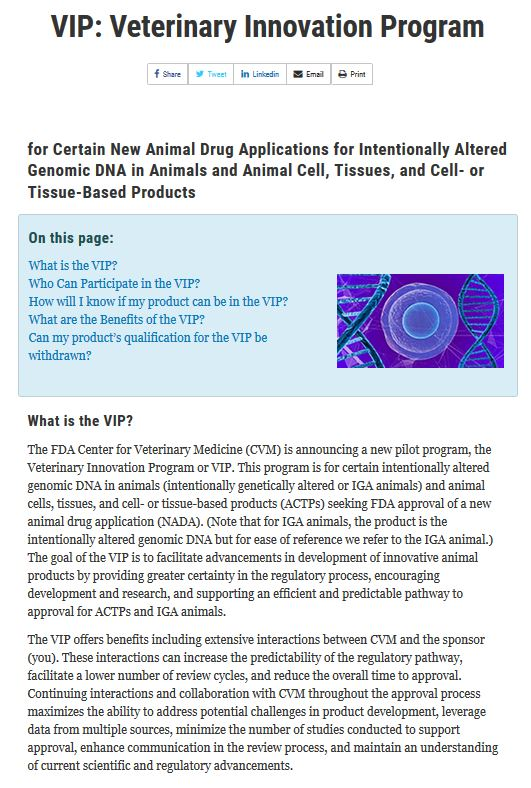 VIP: Veterinary Innovation Program
f Share
Tweet
in Linkedin
Email
Print
for Certain New Animal Drug Applications for Intentionally Altered
Genomic DNA in Animals and Animal Cell, Tissues, and Cell- or
Tissue-Based Products
On this page:
What is the VIP?
Who Can Participate in the VIP?
How will I know if my product can be in the VIP?
What are the Benefits of the VIP?
Can my product's qualification for the VIP be
withdrawn?
What is the VIP?
The FDA Center for Veterinary Medicine (CVM) is announcing a new pilot program, the
Veterinary Innovation Program or VIP. This program is for certain intentionally altered
genomic DNA in animals (intentionally genetically altered or IGA animals) and animal
cells, tissues, and cell- or tissue-based products (ACTPs) seeking FDA approval of a new
animal drug application (NADA). (Note that for IGA animals, the product is the
intentionally altered genomic DNA but for ease of reference we refer to the IGA animal.)
The goal of the VIP is to facilitate advancements in development of innovative animal
products by providing greater certainty in the regulatory process, encouraging
development and research, and supporting an efficient and predictable pathway to
approval for ACTPs and IGA animals.
The VIP offers benefits including extensive interactions between CVM and the sponsor
(you). These interactions can increase the predictability of the regulatory pathway,
facilitate a lower number of review cycles, and reduce the overall time to approval.
Continuing interactions and collaboration with CVM throughout the approval process
maximizes the ability to address potential challenges in product development, leverage
data from multiple sources, minimize the number of studies conducted to support
approval, enhance communication in the review process, and maintain an understanding
of current scientific and regulatory advancements.